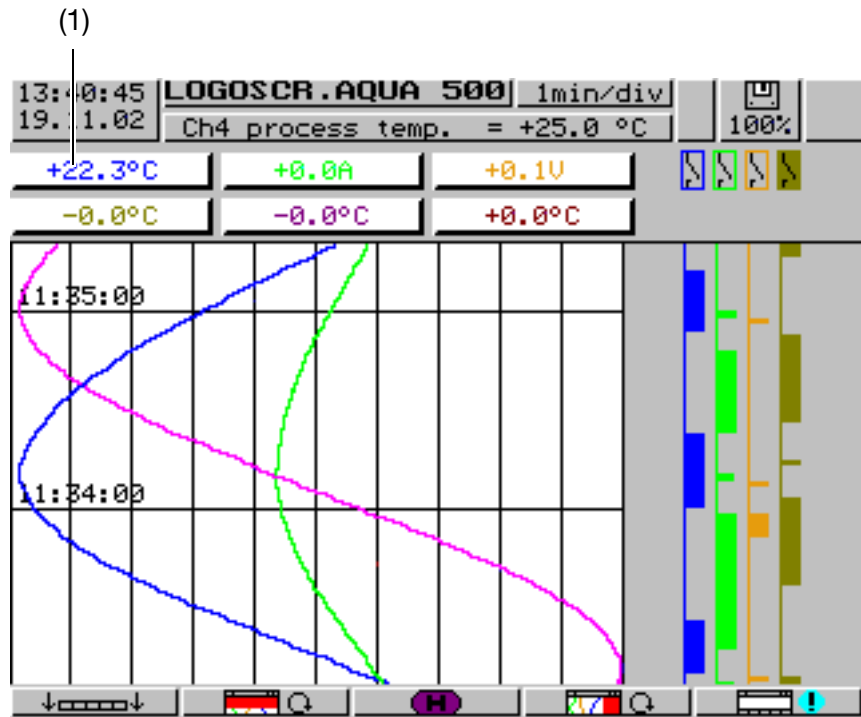 (1)
13:40:45 LOGOSCR.AQUA 500 1min/div
19.11.02 Ch4 process temp. = +25.0 °C 100%
+22.3°C +0.0A +0.1V
-0.0°C -0.0°C +0.0°C
11:35:00
11:34:00
H !